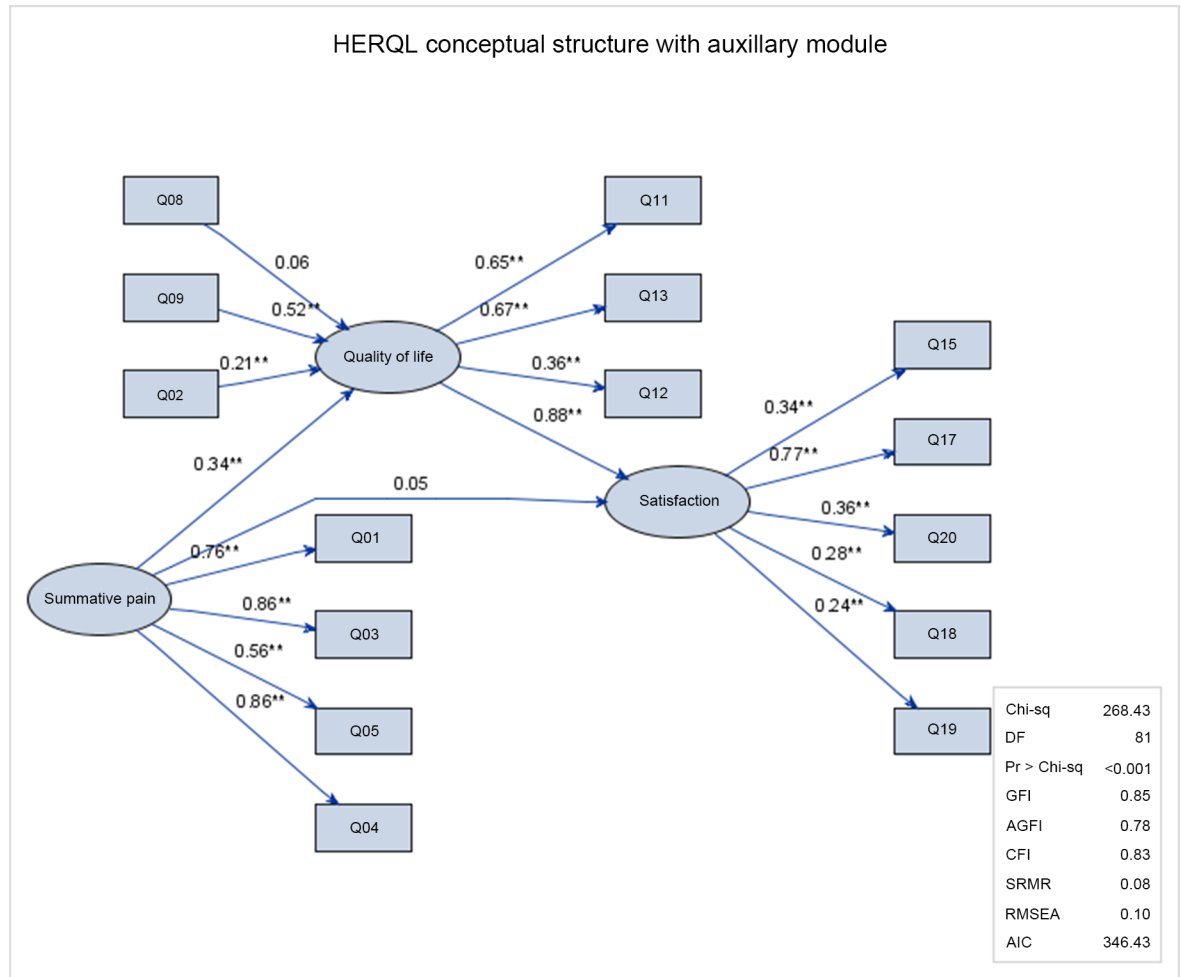 HERQL conceptual structure with auxillary module
Q08
Q11
0.06
0.65**
Q09
Q13
0.52**
0.67**
Quality of life
Q15
Q02
0.21**
0.36**
Q12
0.34**
0.88**
Q17
0.77**
0.34**
0.05
Satisfaction
0.36**
Q20
Q01
0.76**
0.28**
Summative pain
0.86**
0.24**
Q03
Q18
0.56**
0.86**
Q05
Q19
Q04
Chi-sq 268.43
DF 81
Pr > Chi-sq <0.001
GFI 0.85
AGFI 0.78
CFI 0.83
SRMR 0.08
RMSEA 0.10
AIC 346.43